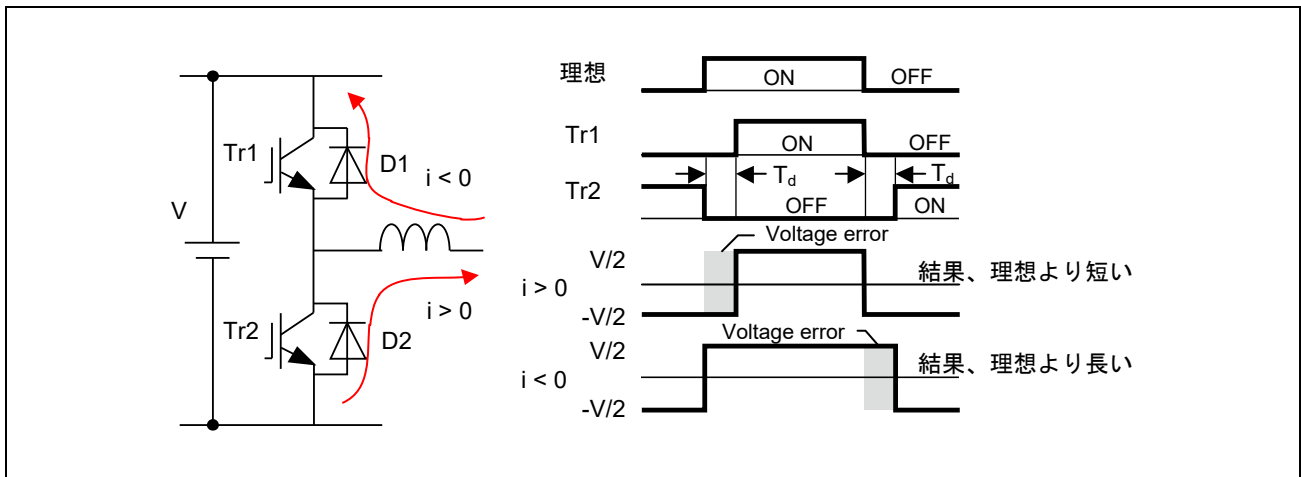 Tr1
D1
i < 0
V
i > 0
Tr2
D2
理想
ON
OFF
Tr1
ON
OFF
Td
Td
Tr2
OFF
ON
Voltage error
V/2
i > 0
-V/2
結果、理想より短い
Voltage error
V/2
i < 0
-V/2
結果、理想より長い